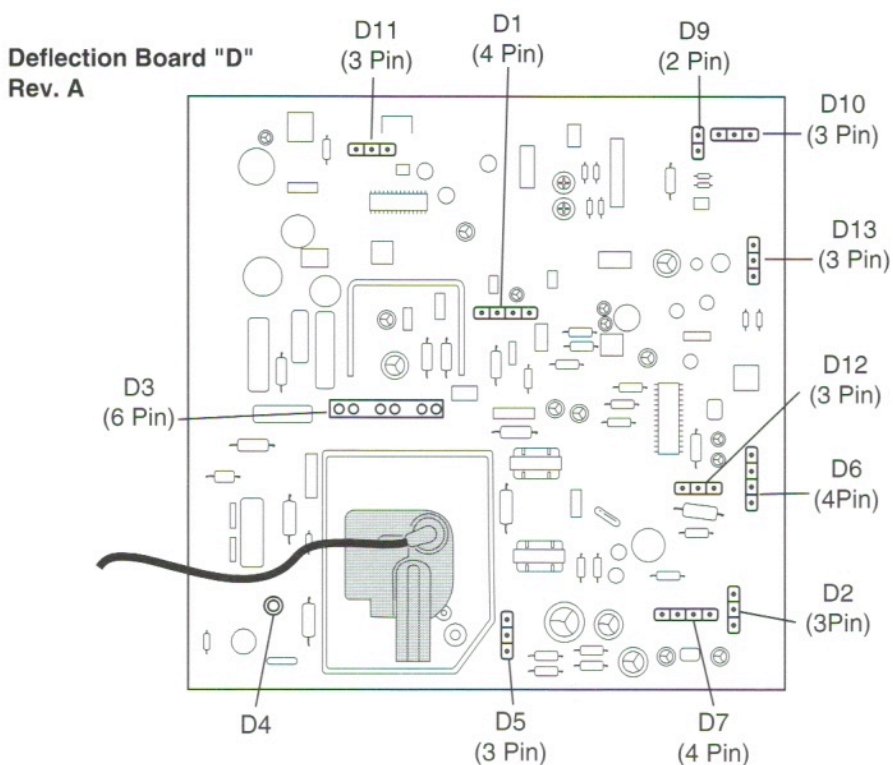 Deflection Board "D"
Rev. A
D11
(3 Pin)
D1
(4 Pin)
D9
(2 Pin)
D10
(3 Pin)
D13
(3 Pin)
D12
(3 Pin)
D3
(6 Pin)
D6
(4Pin)
D2
(3Pin)
D4
D5
(3 Pin)
D7
(4 Pin)